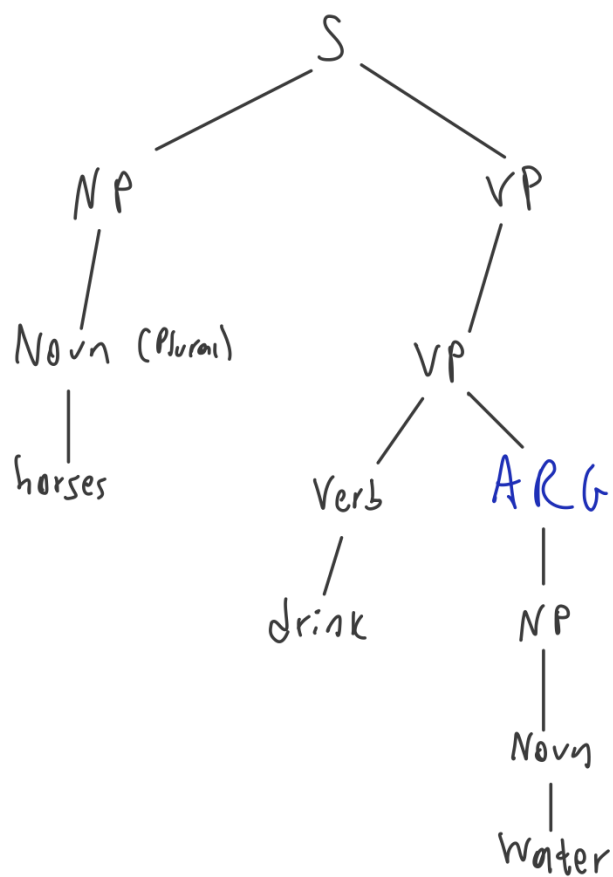 S
NP VP
Noun (Plural) VP
horses Verb ARG
drink NP
Noun
Water